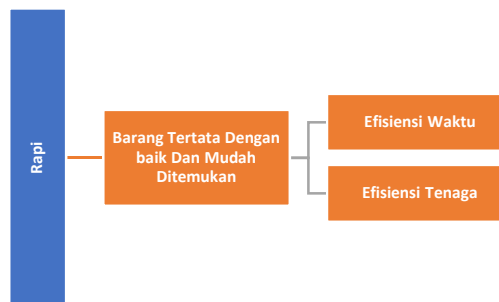 Rapi
Barang Tertata Dengan
baik Dan Mudah
Ditemukan
Efisiensi Waktu
Efisiensi Tenaga